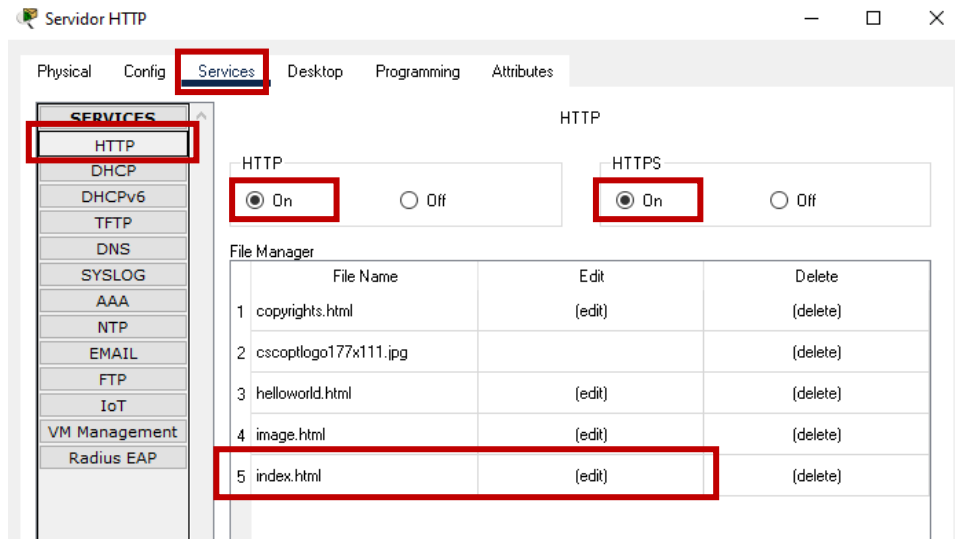 Servidor HTTP
Physical Config Services Desktop Programming Attributes
SERVICES
HTTP
DHCP
DHCPv6
TFTP
DNS
SYSLOG
AAA
NTP
EMAIL
FTP
IoT
VM Management
Radius EAP
HTTP
HTTP
On Off
HTTPS
On Off
File Manager
File Name Edit Delete
1 copyrights.html (edit) (delete)
2 cscoptlogo177x111.jpg (delete)
3 helloworld.html (edit) (delete)
4 image.html (edit) (delete)
5 index.html (edit) (delete)